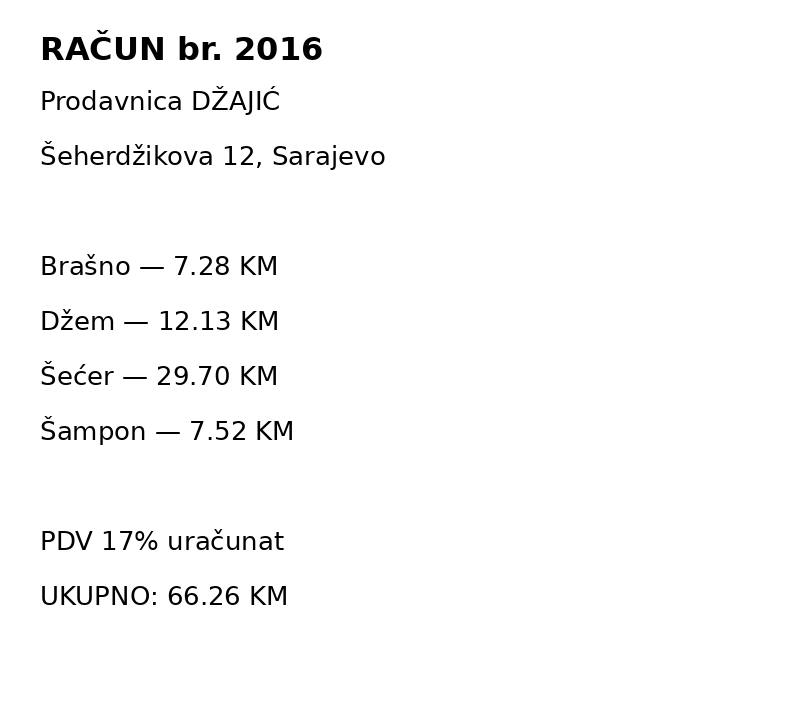 RAČUN br. 2016
Prodavnica DŽAJIĆ
Šeherdžikova 12, Sarajevo
Brašno — 7.28 KM
Džem — 12.13 KM
Šećer — 29.70 KM
Šampon — 7.52 KM
PDV 17% uračunat
UKUPNO: 66.26 KM